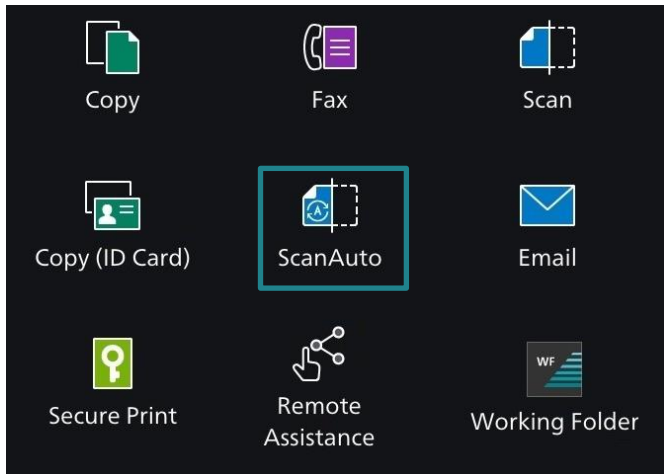 Copy
Fax
Scan
A
Copy (ID Card)
ScanAuto
Email
Secure Print
Remote
Assistance
WF
Working Folder